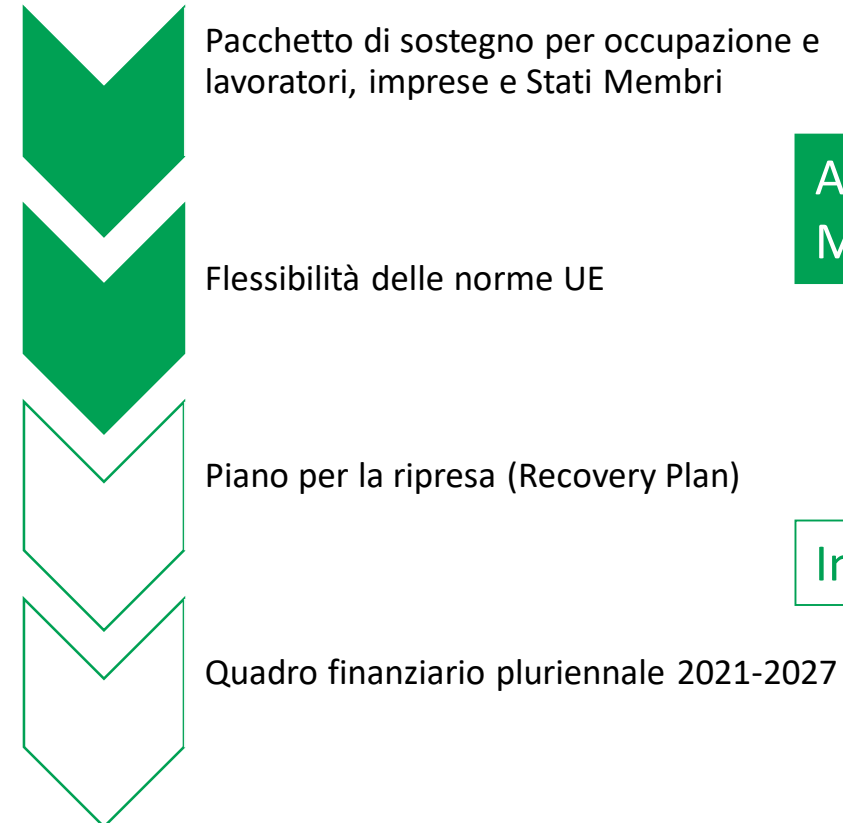 Pacchetto di sostegno per occupazione e
lavoratori, imprese e Stati Membri
Flessibilità delle norme UE
Piano per la ripresa (Recovery Plan)
Quadro finanziario pluriennale 2021-2027